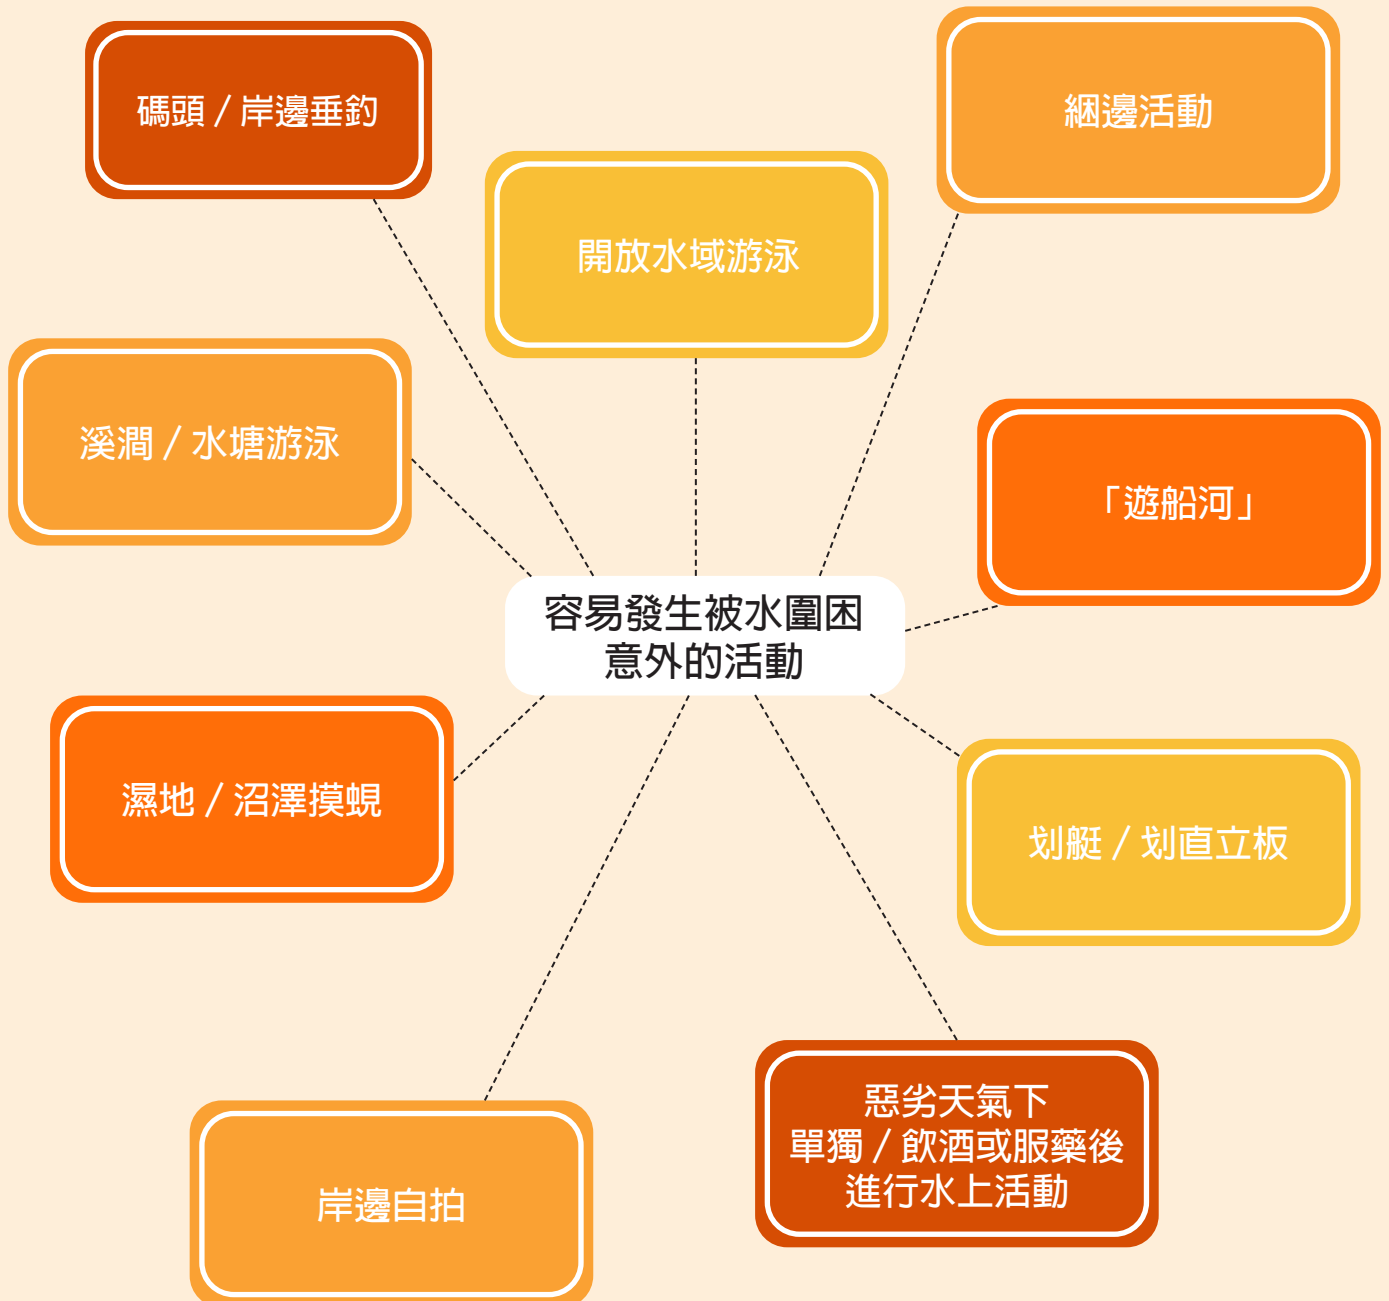 碼頭 / 岸邊垂釣
綑邊活動
開放水域游泳
溪澗 / 水塘游泳
「遊船河」
容易發生被水圍困
意外的活動
濕地 / 沼澤摸蜆
划艇 / 划直立板
惡劣天氣下
單獨 / 飲酒或服藥後
進行水上活動
岸邊自拍